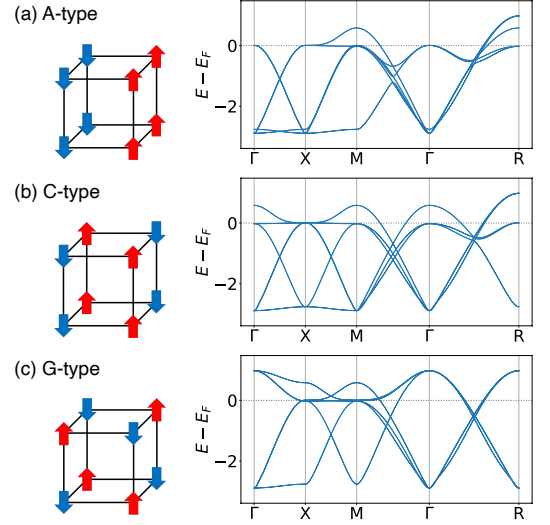 (a) A-type
E − E_F
0
−2
Γ X M Γ R
(b) C-type
E − E_F
0
−2
Γ X M Γ R
(c) G-type
E − E_F
0
−2
Γ X M Γ R